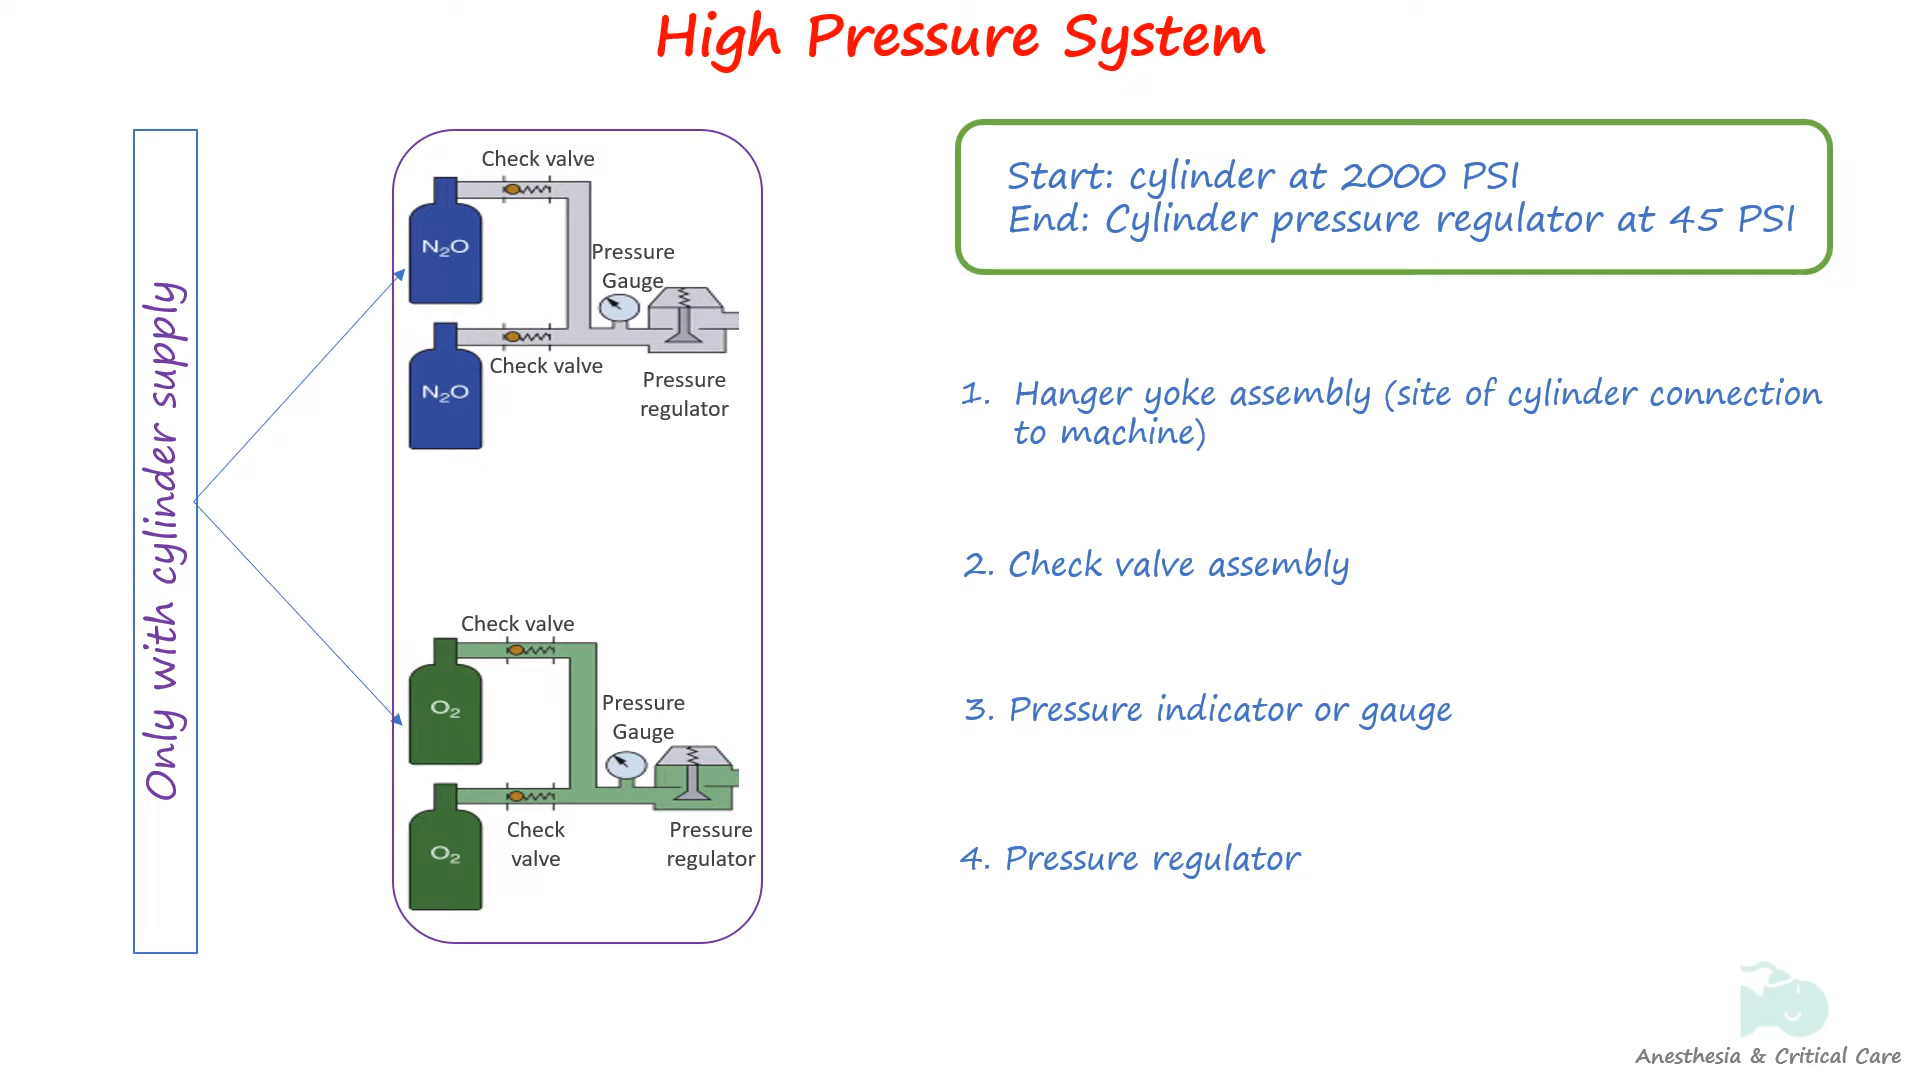 High Pressure System
Only with cylinder supply
Check valve
N₂O
Pressure
Gauge
N₂O
Check valve
Pressure
regulator
Check valve
O₂
Pressure
Gauge
O₂
Check
valve
Pressure
regulator
Start: cylinder at 2000 PSI
End: Cylinder pressure regulator at 45 PSI
1. Hanger yoke assembly (site of cylinder connection
to machine)
2. Check valve assembly
3. Pressure indicator or gauge
4. Pressure regulator
Anesthesia & Critical Care